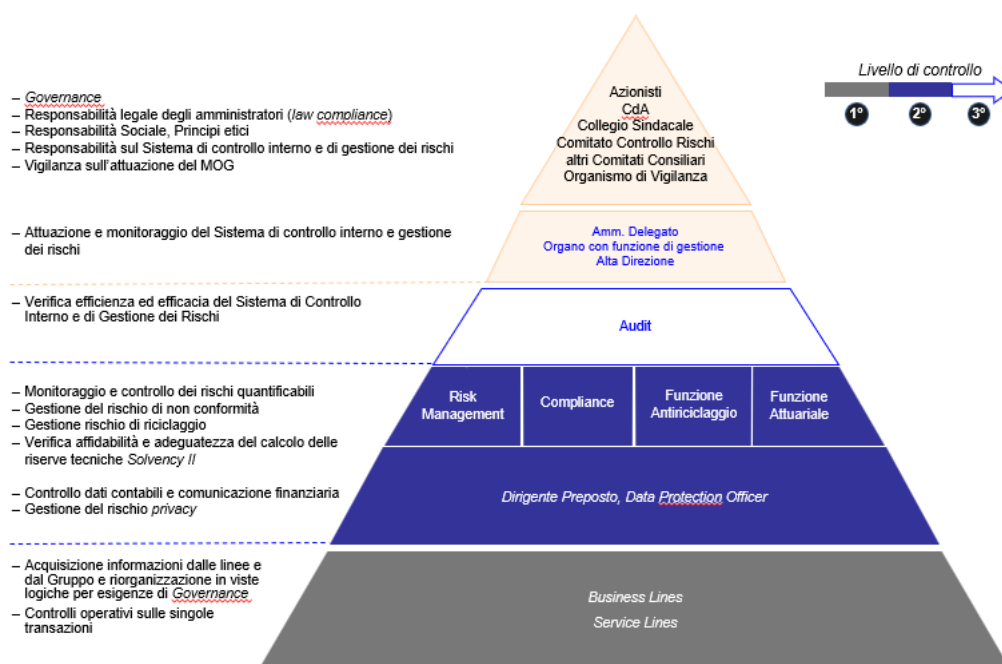 Livello di controllo
1° 2° 3°
– Governance
– Responsabilità legale degli amministratori (law compliance)
– Responsabilità Sociale, Principi etici
– Responsabilità sul Sistema di controllo interno e di gestione dei rischi
– Vigilanza sull'attuazione del MOG
Azionisti
CdA
Collegio Sindacale
Comitato Controllo Rischi
altri Comitati Consiliari
Organismo di Vigilanza
– Attuazione e monitoraggio del Sistema di controllo interno e gestione
dei rischi
Amm. Delegato
Organo con funzione di gestione
Alta Direzione
– Verifica efficienza ed efficacia del Sistema di Controllo
Interno e di Gestione dei Rischi
Audit
– Monitoraggio e controllo dei rischi quantificabili
– Gestione del rischio di non conformità
– Gestione rischio di riciclaggio
– Verifica affidabilità e adeguatezza del calcolo delle
riserve tecniche Solvency II
Risk
Management
Compliance
Funzione
Antiriciclaggio
Funzione
Attuariale
– Controllo dati contabili e comunicazione finanziaria
– Gestione del rischio privacy
Dirigente Preposto, Data Protection Officer
– Acquisizione informazioni dalle linee e
dal Gruppo e riorganizzazione in viste
logiche per esigenze di Governance
– Controlli operativi sulle singole
transazioni
Business Lines
Service Lines